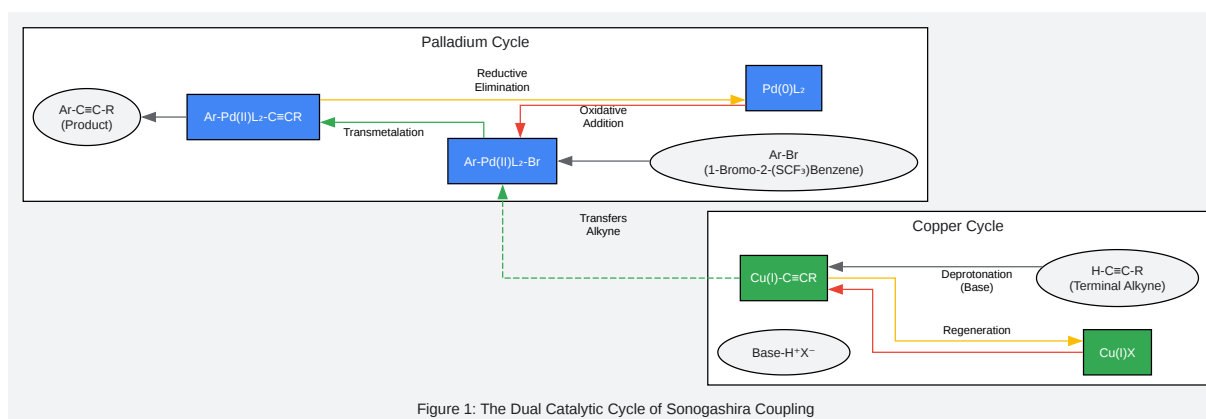 Palladium Cycle
Reductive
Elimination
Pd(0)L₂
Ar-C≡C-R
(Product)
Ar-Pd(II)L₂-C≡CR
Oxidative
Addition
Transmetalation
Ar-Pd(II)L₂-Br
Ar-Br
(1-Bromo-2-(SCF₃)Benzene)
Transfers
Alkyne
Copper Cycle
Cu(I)-C≡CR
Deprotonation
(Base)
H-C≡C-R
(Terminal Alkyne)
Regeneration
Base-H⁺X⁻
Cu(I)X
Figure 1: The Dual Catalytic Cycle of Sonogashira Coupling